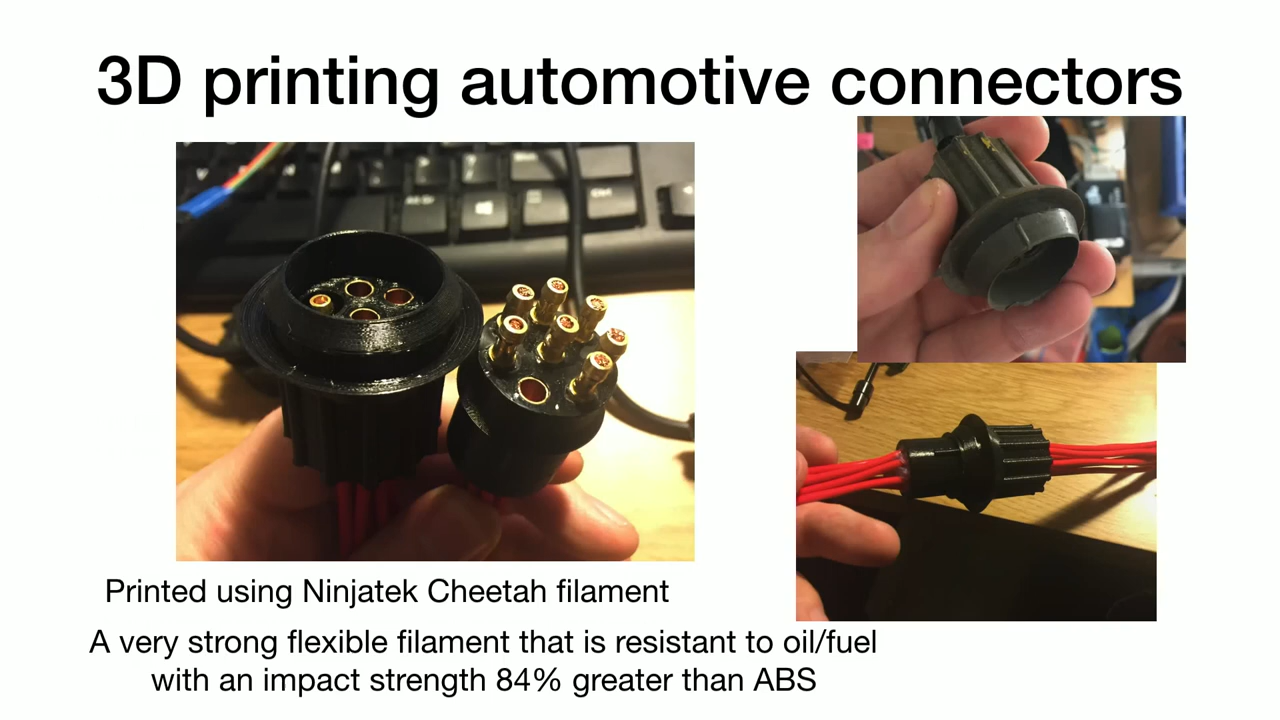 3D printing automotive connectors
Printed using Ninjatek Cheetah filament
A very strong flexible filament that is resistant to oil/fuel
with an impact strength 84% greater than ABS